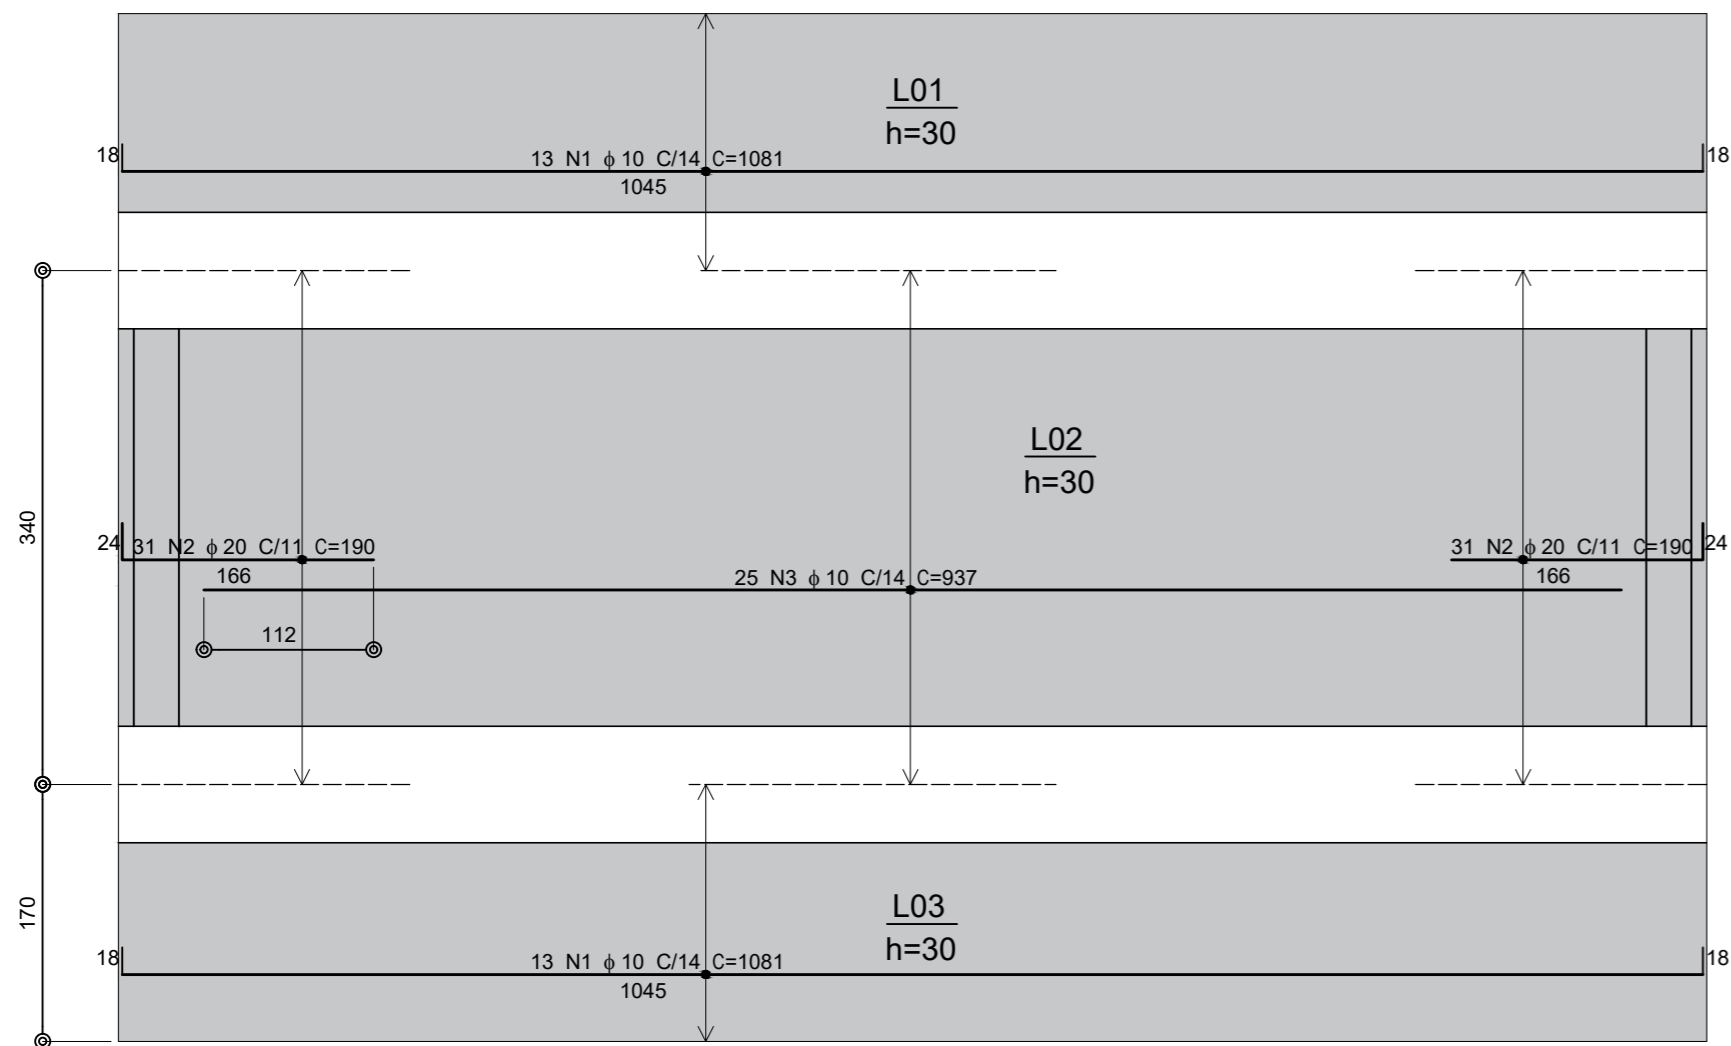 L01
h=30
18
13 N1 ϕ 10 C/14 C=1081
18
1045
340
L02
h=30
24
31 N2 ϕ 20 C/11 C=190
31 N2 ϕ 20 C/11 C=190
24
166
25 N3 ϕ 10 C/14 C=937
166
112
170
L03
h=30
18
13 N1 ϕ 10 C/14 C=1081
18
1045